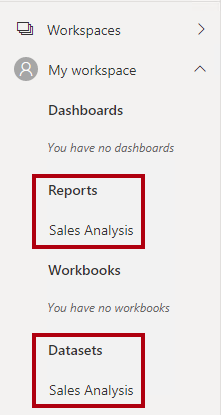 Workspaces
My workspace
Dashboards
You have no dashboards
Reports
Sales Analysis
Workbooks
You have no workbooks
Datasets
Sales Analysis